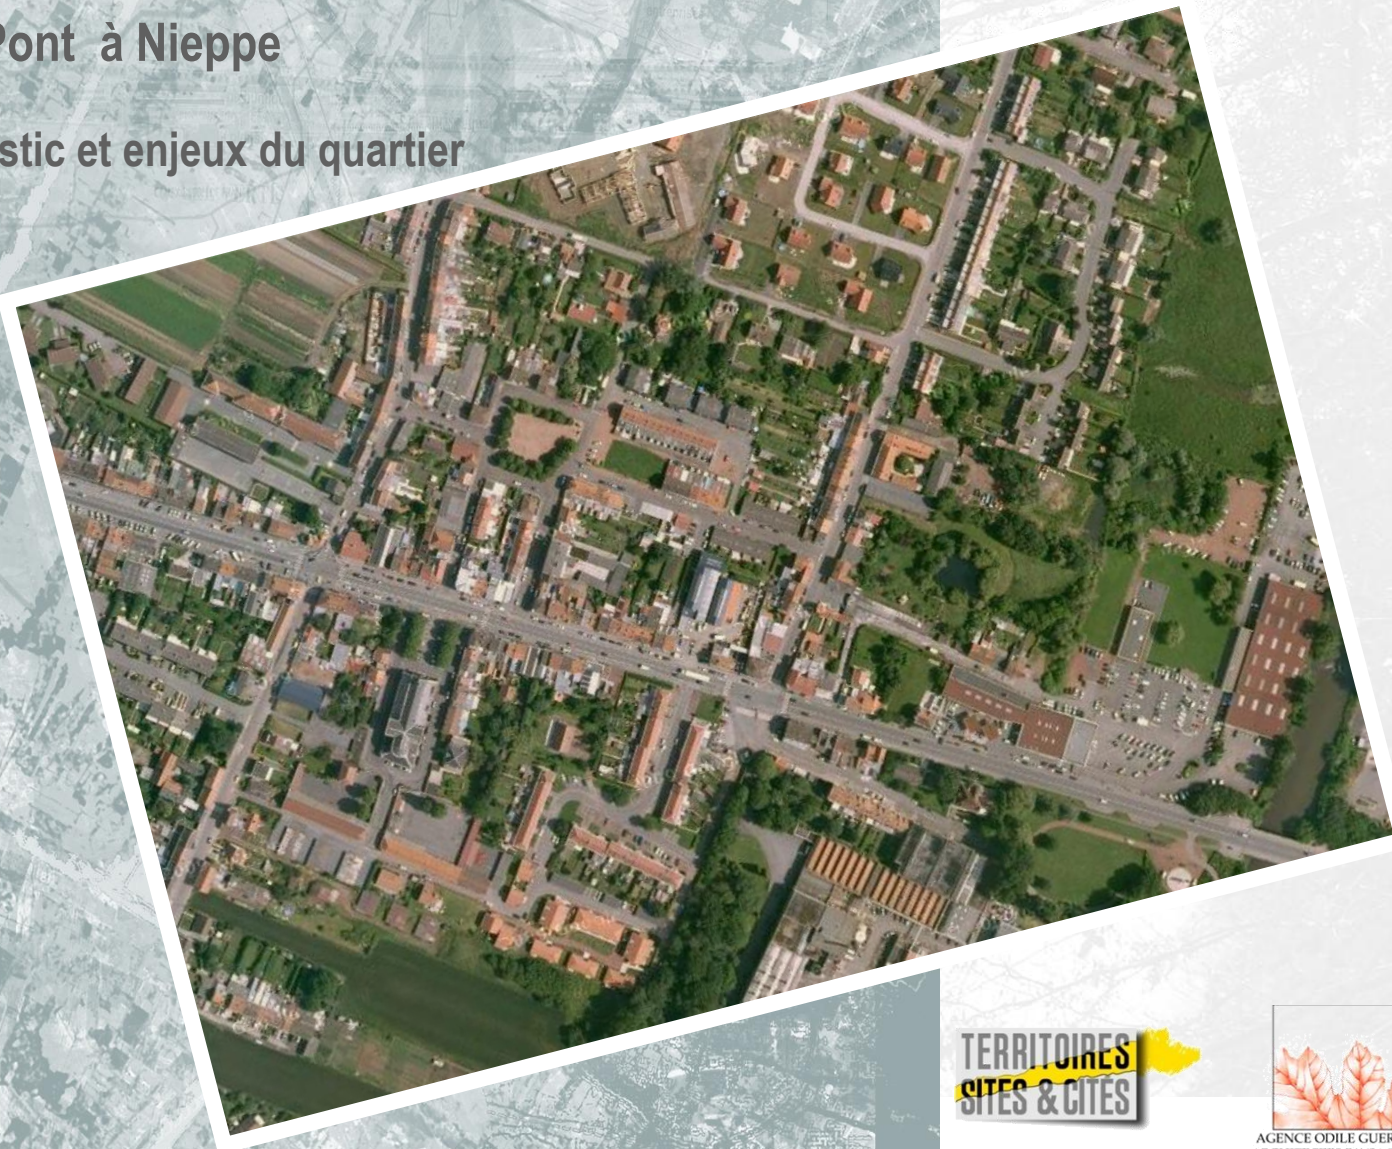 Pont à Nieppe
stic et enjeux du quartier
TERRITOIRES
SITES & CITÉS
AGENCE ODILE GUER